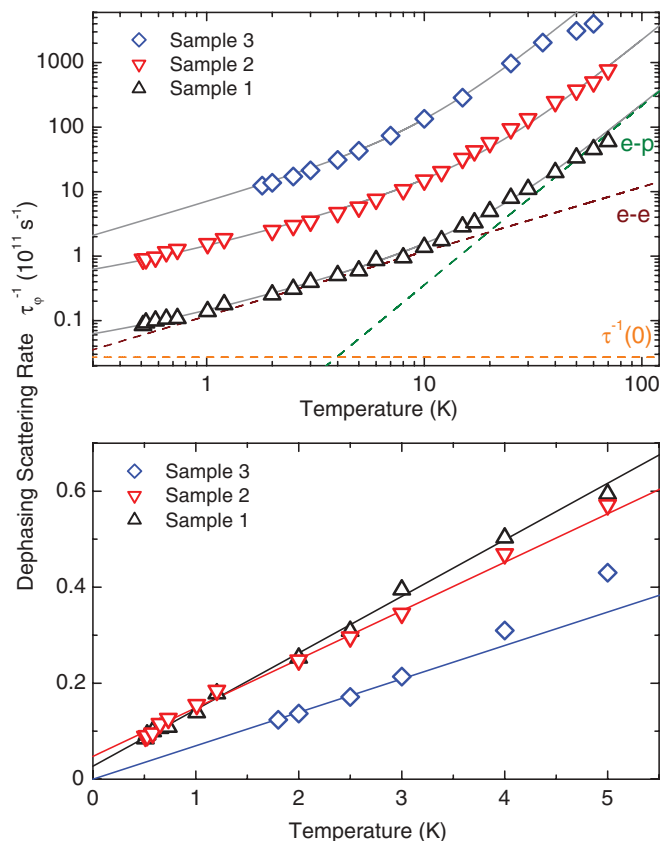 1000
100
10
1
0.1
Sample 3
Sample 2
Sample 1
e-p
e-e
τ⁻¹(0)
1
10
100
Temperature (K)
Dephasing Scattering Rate τφ⁻¹ (10¹¹ s⁻¹)
0.6
0.4
0.2
0
Sample 3
Sample 2
Sample 1
0
1
2
3
4
5
Temperature (K)